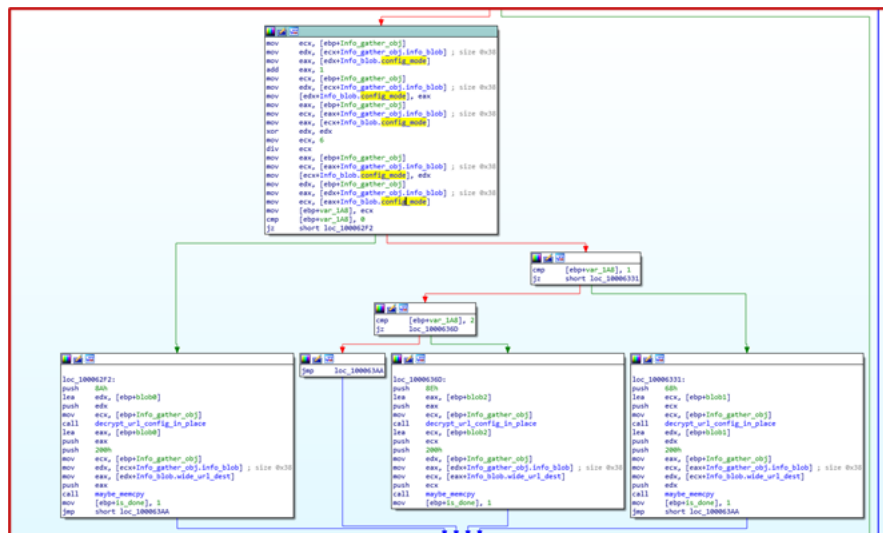 mov ecx, [ebp+Info_gather_obj]
mov edx, [ecx+Info_gather_obj.info_blob] ; size 0x38
mov eax, [edx+Info_blob.config_mode]
add eax, 1
mov ecx, [ebp+Info_gather_obj]
mov edx, [ecx+Info_gather_obj.info_blob] ; size 0x38
mov [edx+Info_blob.config_mode], eax
mov eax, [ebp+Info_gather_obj]
mov ecx, [eax+Info_gather_obj.info_blob] ; size 0x38
mov eax, [ecx+Info_blob.config_mode]
xor edx, edx
mov ecx, 6
div ecx
mov eax, [ebp+Info_gather_obj]
mov ecx, [eax+Info_gather_obj.info_blob] ; size 0x38
mov [ecx+Info_blob.config_mode], edx
mov edx, [ebp+Info_gather_obj]
mov eax, [edx+Info_gather_obj.info_blob] ; size 0x38
mov ecx, [eax+Info_blob.config_mode]
mov [ebp+var_1A8], ecx
cmp [ebp+var_1A8], 0
jz short loc_100062F2
cmp [ebp+var_1A8], 1
jz short loc_10006331
cmp [ebp+var_1A8], 2
jz loc_1000636D
loc_100062F2:
push 8Ah
lea edx, [ebp+blob0]
push edx
mov ecx, [ebp+Info_gather_obj]
call decrypt_url_config_in_place
lea eax, [ebp+blob0]
push eax
push 200h
mov ecx, [ebp+Info_gather_obj]
mov edx, [ecx+Info_gather_obj.info_blob] ; size 0x38
mov eax, [edx+Info_blob.wide_url_dest]
push eax
call maybe_memcpy
mov [ebp+is_done], 1
jmp short loc_100063AA
jmp loc_100063AA
loc_1000636D:
push 8Eh
lea eax, [ebp+blob2]
push eax
mov ecx, [ebp+Info_gather_obj]
call decrypt_url_config_in_place
lea ecx, [ebp+blob2]
push ecx
push 200h
mov edx, [ebp+Info_gather_obj]
mov eax, [edx+Info_gather_obj.info_blob] ; size 0x38
mov ecx, [eax+Info_blob.wide_url_dest]
push ecx
call maybe_memcpy
mov [ebp+is_done], 1
loc_10006331:
push 68h
lea ecx, [ebp+blob1]
push ecx
mov ecx, [ebp+Info_gather_obj]
call decrypt_url_config_in_place
lea edx, [ebp+blob1]
push edx
push 200h
mov eax, [ebp+Info_gather_obj]
mov ecx, [eax+Info_gather_obj.info_blob] ; size 0x38
mov edx, [ecx+Info_blob.wide_url_dest]
push edx
call maybe_memcpy
mov [ebp+is_done], 1
jmp short loc_100063AA